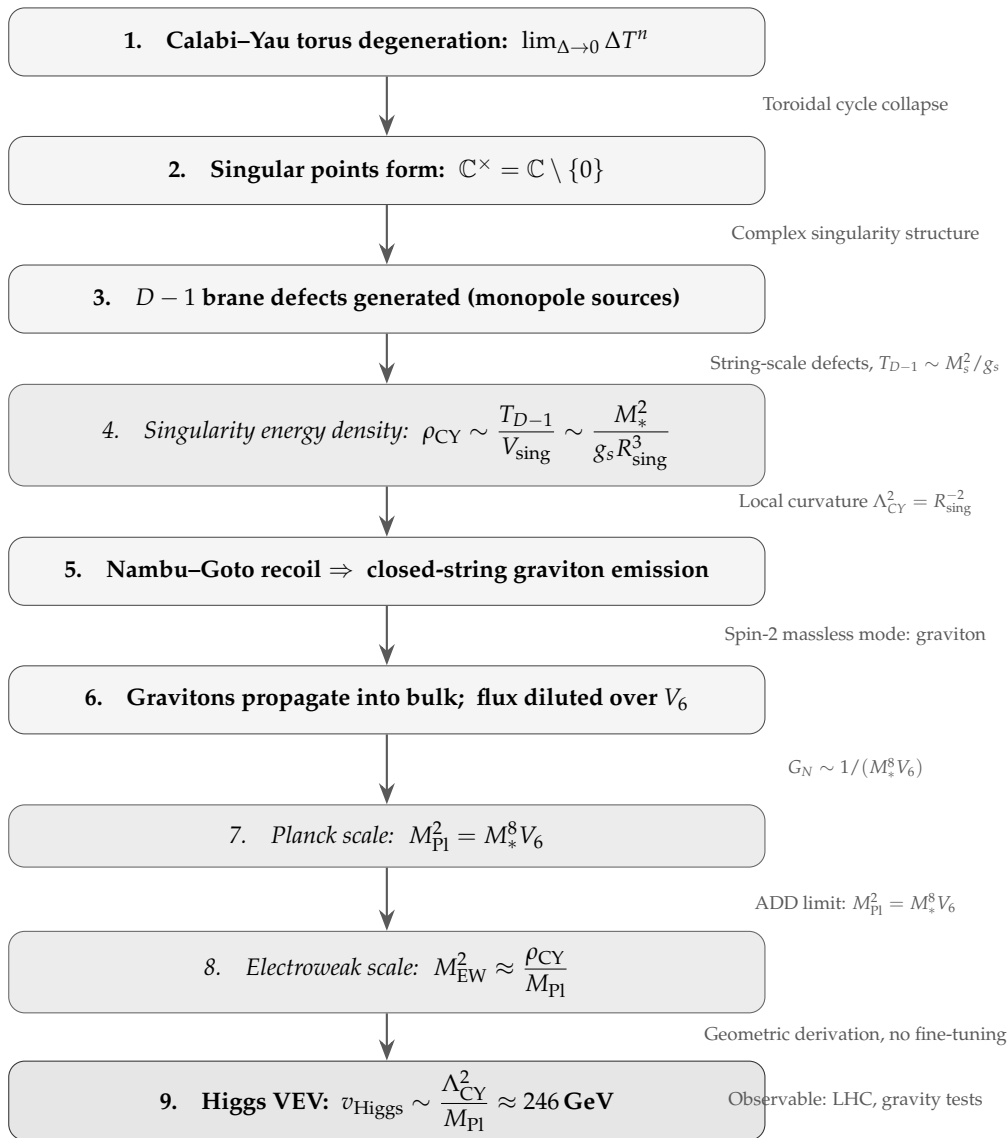 1. Calabi–Yau torus degeneration: lim_{Δ→0} ΔTⁿ
Toroidal cycle collapse
2. Singular points form: ℂ^× = ℂ \ {0}
Complex singularity structure
3. D − 1 brane defects generated (monopole sources)
String-scale defects, T_{D−1} ∼ M_s^2/g_s
4. Singularity energy density: ρ_CY ∼ T_{D−1}/V_sing ∼ M_*^2/(g_s R_sing^3)
Local curvature Λ_CY^2 = R_sing^{−2}
5. Nambu–Goto recoil ⇒ closed-string graviton emission
Spin-2 massless mode: graviton
6. Gravitons propagate into bulk; flux diluted over V_6
G_N ∼ 1/(M_*^8 V_6)
7. Planck scale: M_Pl^2 = M_*^8 V_6
ADD limit: M_Pl^2 = M_*^8 V_6
8. Electroweak scale: M_EW^2 ≈ ρ_CY/M_Pl
Geometric derivation, no fine-tuning
9. Higgs VEV: v_Higgs ∼ Λ_CY^2/M_Pl ≈ 246 GeV
Observable: LHC, gravity tests